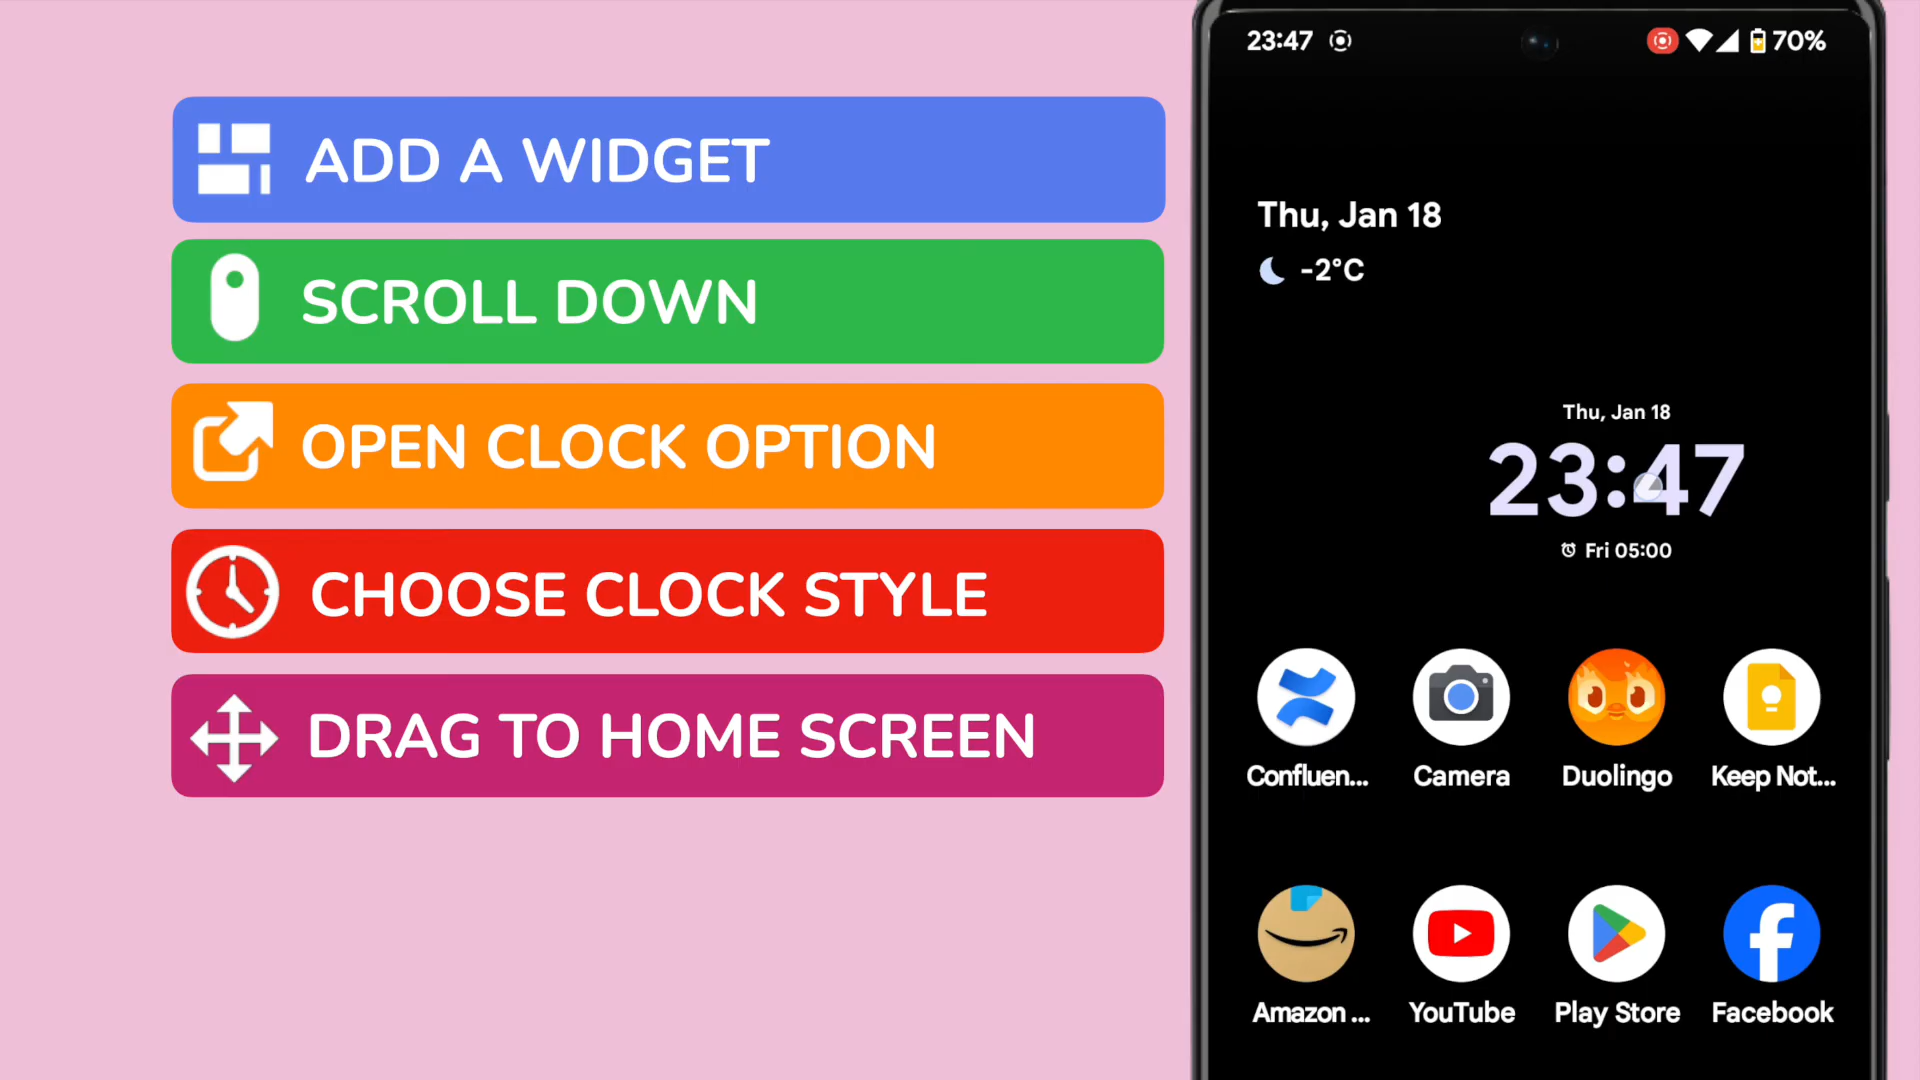 ADD A WIDGET
SCROLL DOWN
OPEN CLOCK OPTION
CHOOSE CLOCK STYLE
DRAG TO HOME SCREEN
23:47 70%
Thu, Jan 18
-2°C
Thu, Jan 18
23:47
Fri 05:00
Confluen... Camera Duolingo Keep Not...
Amazon ... YouTube Play Store Facebook